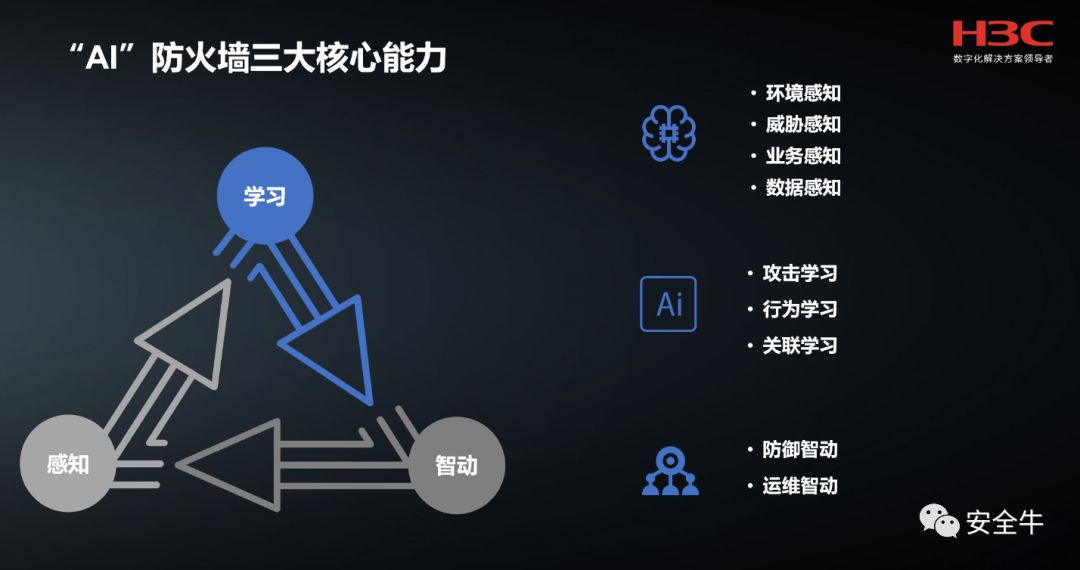 “AI”防火墙三大核心能力
H3C
数字化解决方案领导者
学习
感知
智动
• 环境感知
• 威胁感知
• 业务感知
• 数据感知
Ai
• 攻击学习
• 行为学习
• 关联学习
• 防御智动
• 运维智动
安全牛